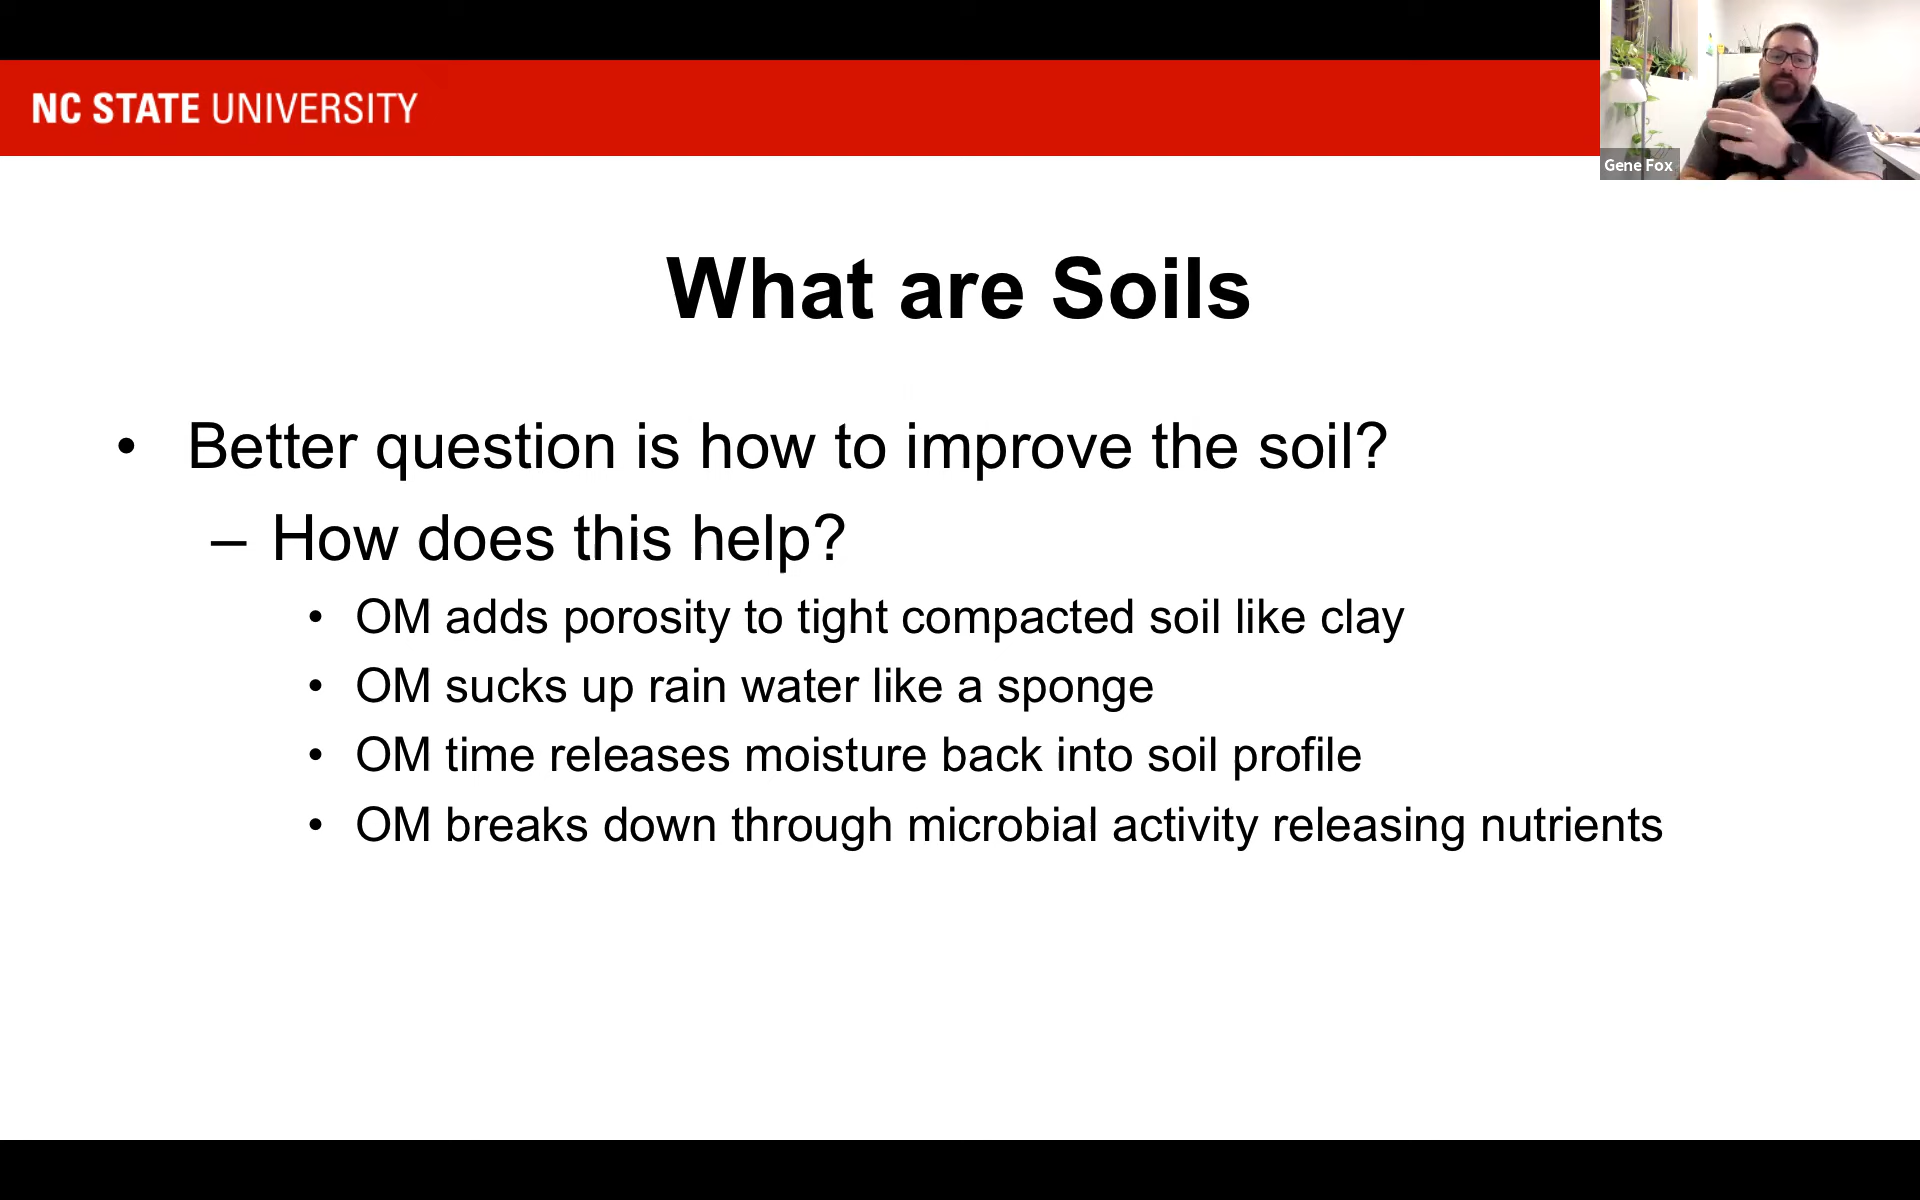 NC STATE UNIVERSITY
Gene Fox
What are Soils
• Better question is how to improve the soil?
– How does this help?
• OM adds porosity to tight compacted soil like clay
• OM sucks up rain water like a sponge
• OM time releases moisture back into soil profile
• OM breaks down through microbial activity releasing nutrients